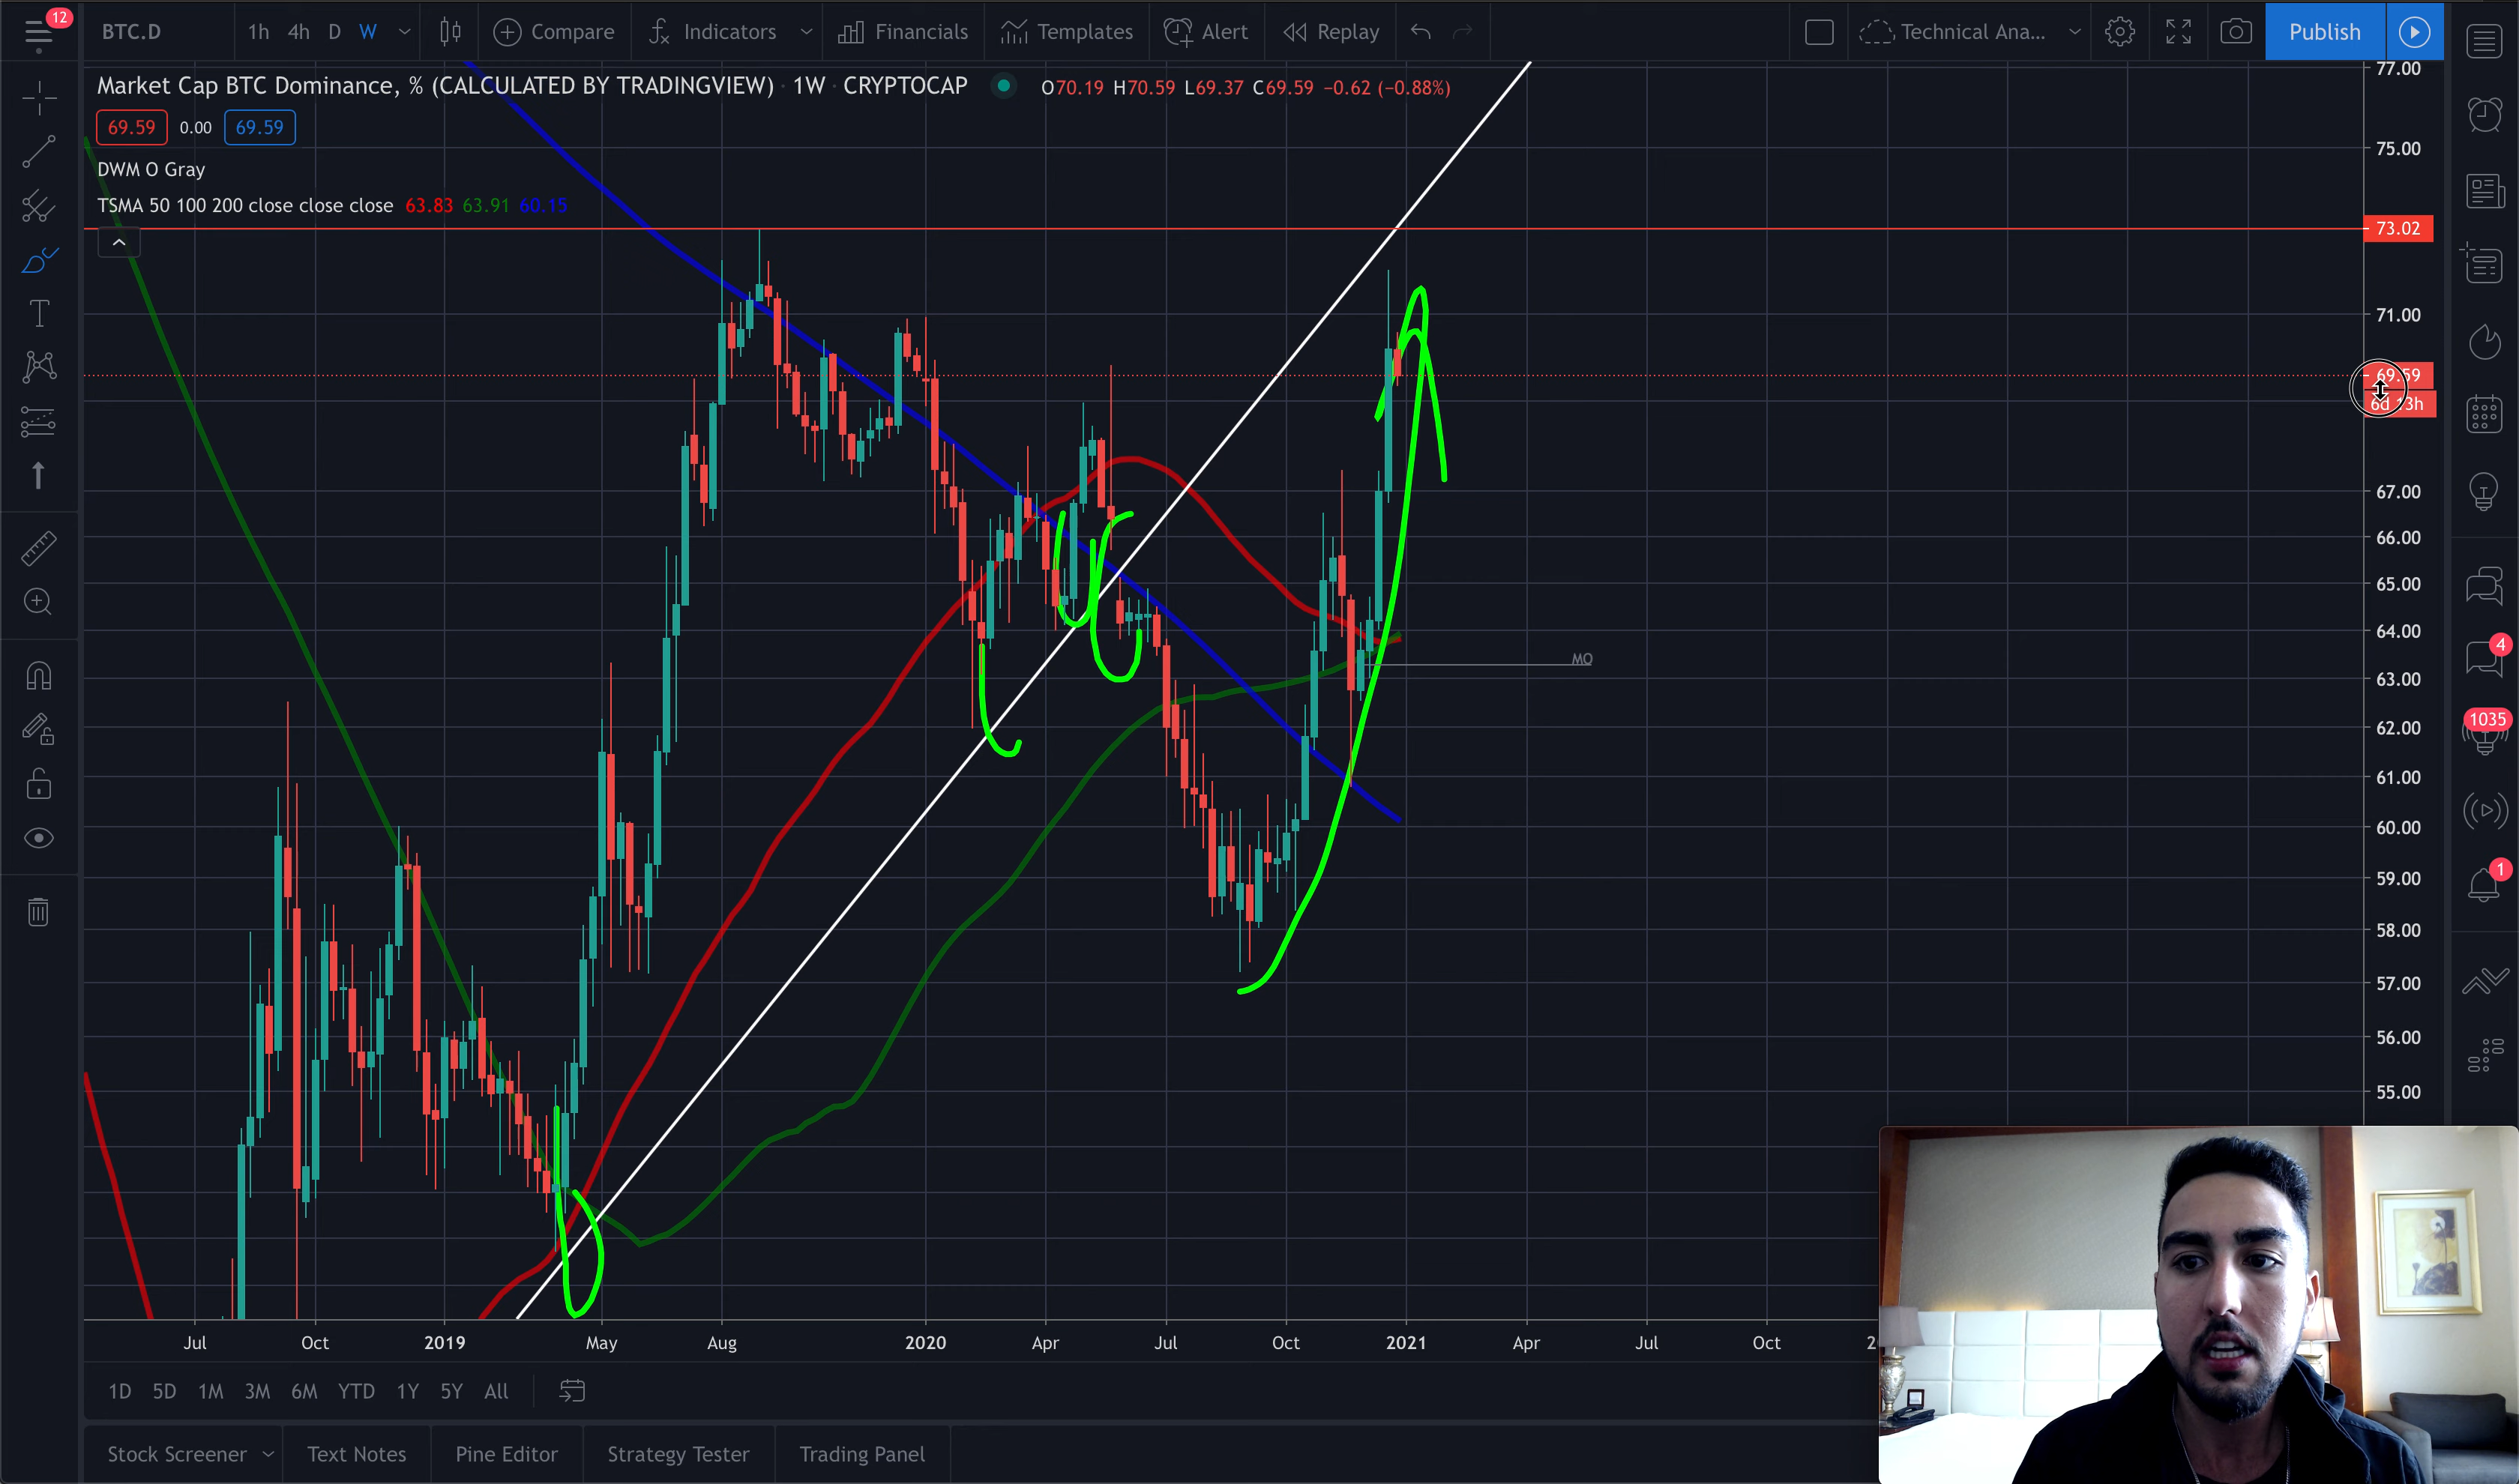 12
BTC.D 1h 4h D W Compare Indicators Financials Templates Alert Replay Technical Ana... Publish
Market Cap BTC Dominance, % (CALCULATED BY TRADINGVIEW) · 1W · CRYPTOCAP O70.19 H70.59 L69.37 C69.59 −0.62 (−0.88%)
69.59 0.00 69.59
DWM O Gray
TSMA 50 100 200 close close close 63.83 63.91 60.15
77.00
75.00
73.02
71.00
69.59
6d 13h
67.00
66.00
65.00
64.00
MO
63.00
62.00
61.00
60.00
59.00
58.00
57.00
56.00
55.00
4
1035
1
Jul Oct 2019 May Aug 2020 Apr Jul Oct 2021 Apr Jul Oct 2
1D 5D 1M 3M 6M YTD 1Y 5Y All
Stock Screener Text Notes Pine Editor Strategy Tester Trading Panel